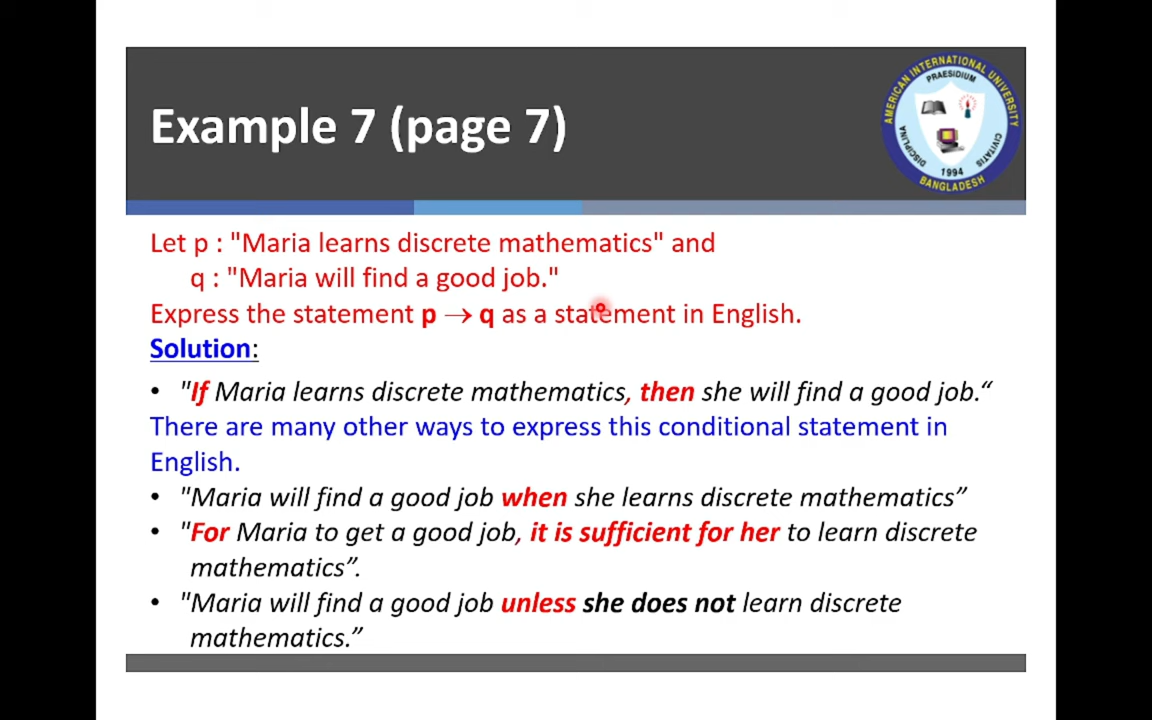 Example 7 (page 7)
AMERICAN INTERNATIONAL UNIVERSITY
PRAESIDIUM
DISCIPLINA
CIVITATIS
1994
BANGLADESH
Let p : "Maria learns discrete mathematics" and
q : "Maria will find a good job."
Express the statement p → q as a statement in English.
Solution:
• "If Maria learns discrete mathematics, then she will find a good job.“
There are many other ways to express this conditional statement in
English.
• "Maria will find a good job when she learns discrete mathematics”
• "For Maria to get a good job, it is sufficient for her to learn discrete
mathematics”.
• "Maria will find a good job unless she does not learn discrete
mathematics.”